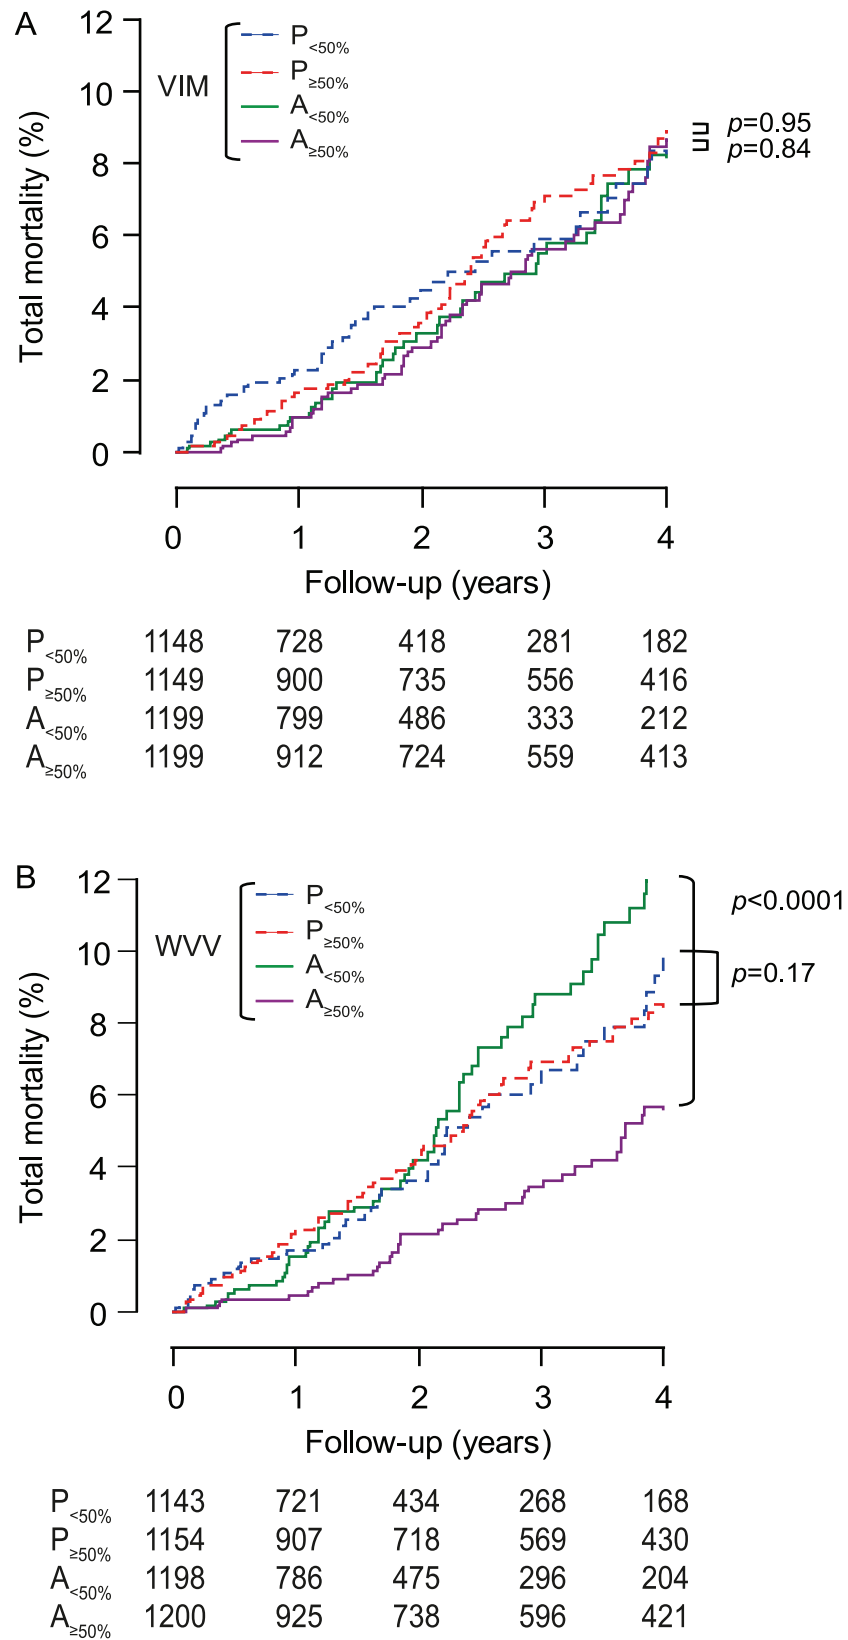 A
VIM
P<50%
P≥50%
A<50%
A≥50%
Total mortality (%)
12
10
8
6
4
2
0
p=0.95
p=0.84
0 1 2 3 4
Follow-up (years)
P<50% 1148 728 418 281 182
P≥50% 1149 900 735 556 416
A<50% 1199 799 486 333 212
A≥50% 1199 912 724 559 413
B
WVV
P<50%
P≥50%
A<50%
A≥50%
Total mortality (%)
12
10
8
6
4
2
0
p<0.0001
p=0.17
0 1 2 3 4
Follow-up (years)
P<50% 1143 721 434 268 168
P≥50% 1154 907 718 569 430
A<50% 1198 786 475 296 204
A≥50% 1200 925 738 596 421